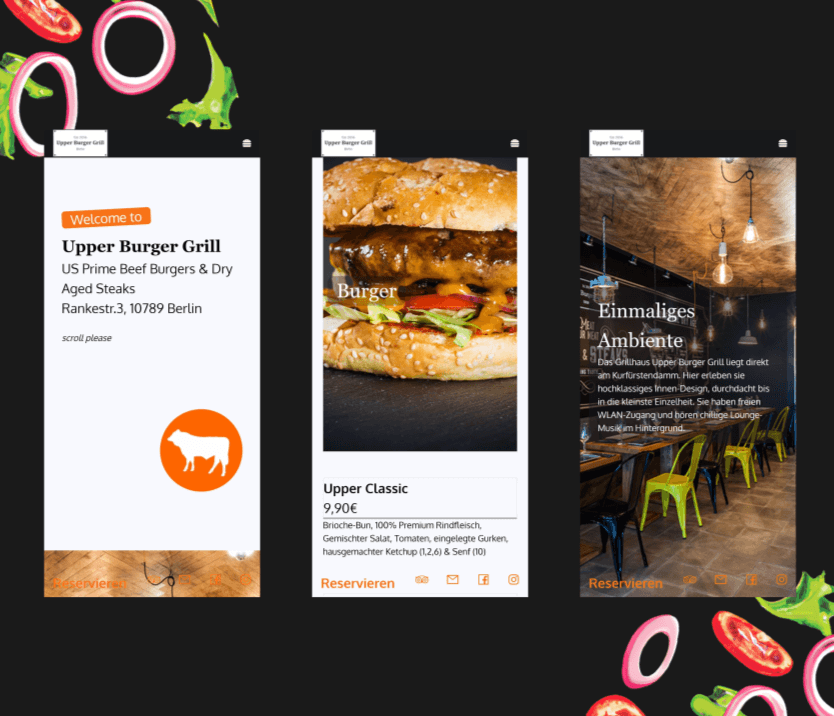 Upper Burger Grill
Welcome to
Upper Burger Grill
US Prime Beef Burgers & Dry
Aged Steaks
Rankestr.3, 10789 Berlin
scroll please
Reservieren
Upper Burger Grill
Burger
Upper Classic
9,90€
Brioche-Bun, 100% Premium Rindfleisch,
Gemischter Salat, Tomaten, eingelegte Gurken,
hausgemachter Ketchup (1,2,6) & Senf (10)
Reservieren
Upper Burger Grill
Einmaliges
Ambiente
Das Grillhaus Upper Burger Grill liegt direkt
am Kurfürstendamm. Hier erleben sie
hochklassiges Innen-Design, durchdacht bis
in die kleinste Einzelheit. Sie haben freien
WLAN-Zugang und hören chillige Lounge-
Musik im Hintergrund.
STEAKS
Reservieren